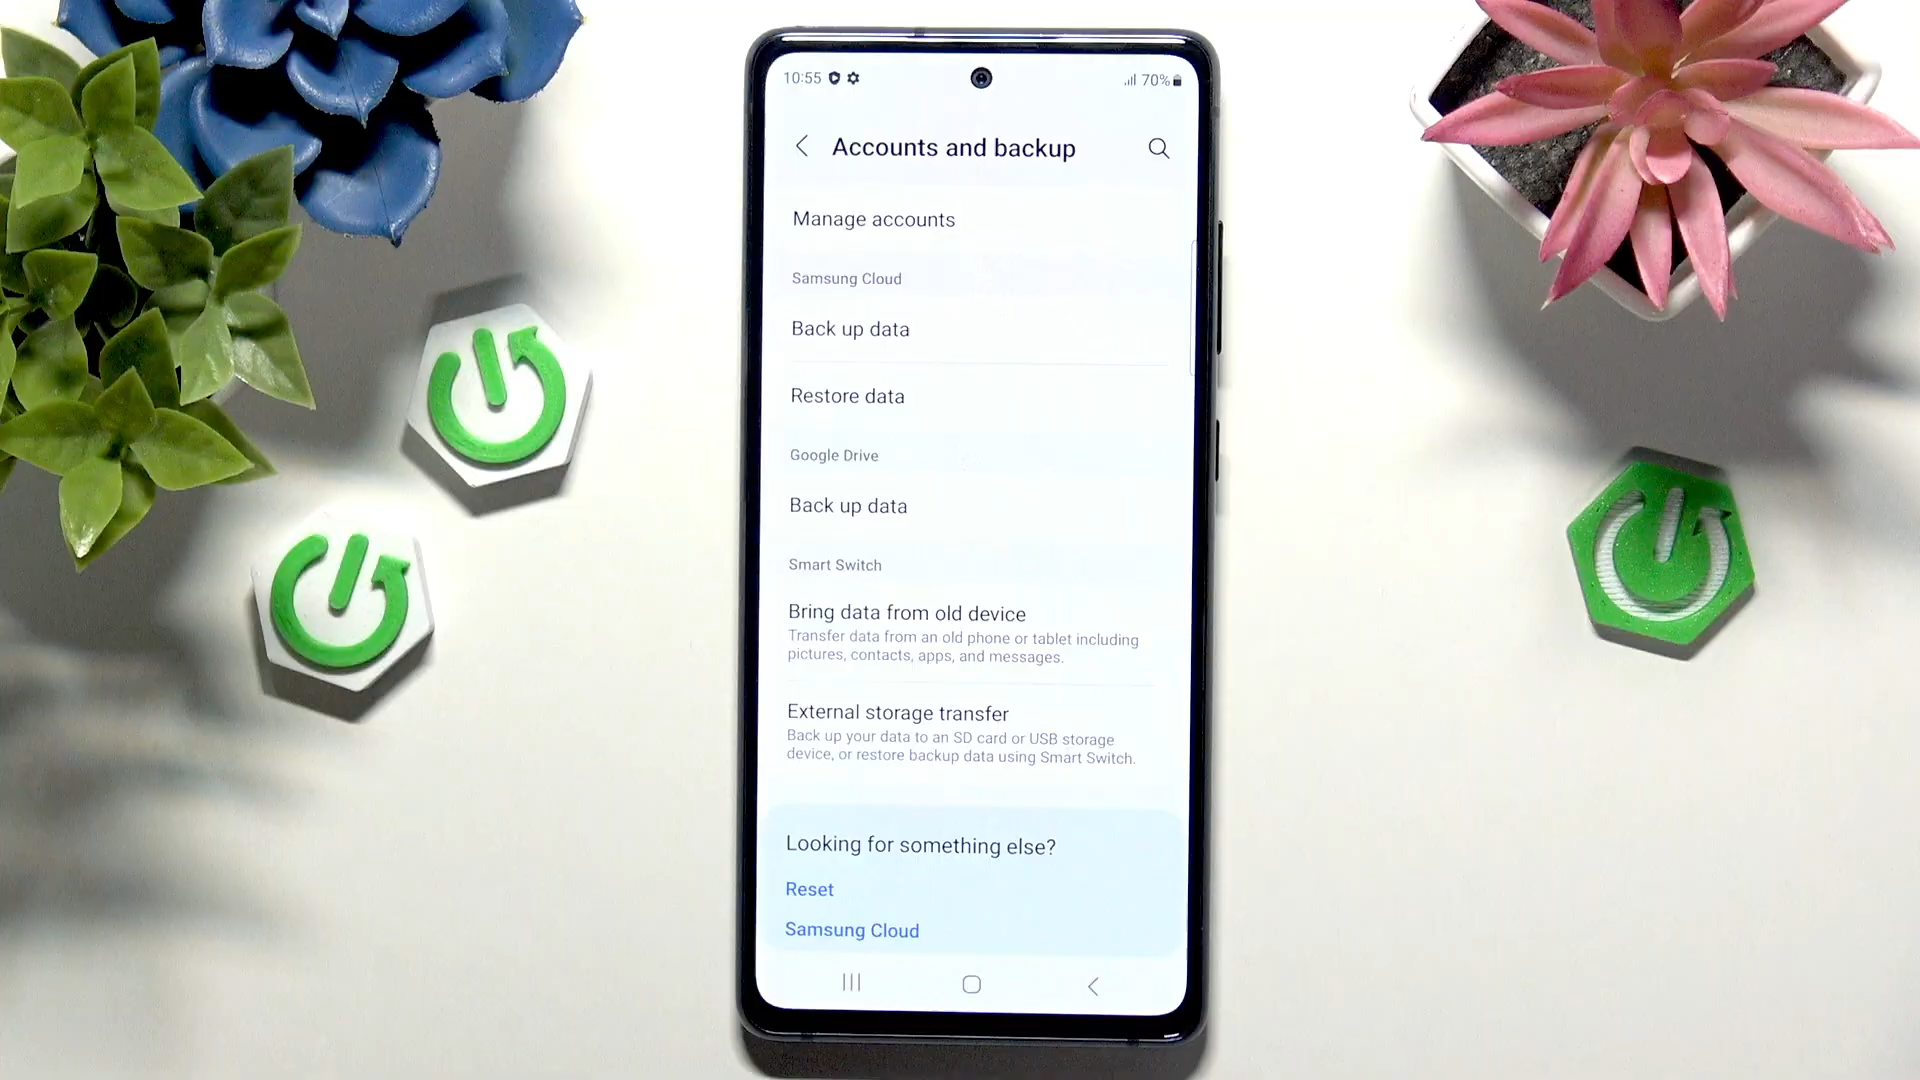 10:55 70%
Accounts and backup
Manage accounts
Samsung Cloud
Back up data
Restore data
Google Drive
Back up data
Smart Switch
Bring data from old device
Transfer data from an old phone or tablet including
pictures, contacts, apps, and messages.
External storage transfer
Back up your data to an SD card or USB storage
device, or restore backup data using Smart Switch.
Looking for something else?
Reset
Samsung Cloud